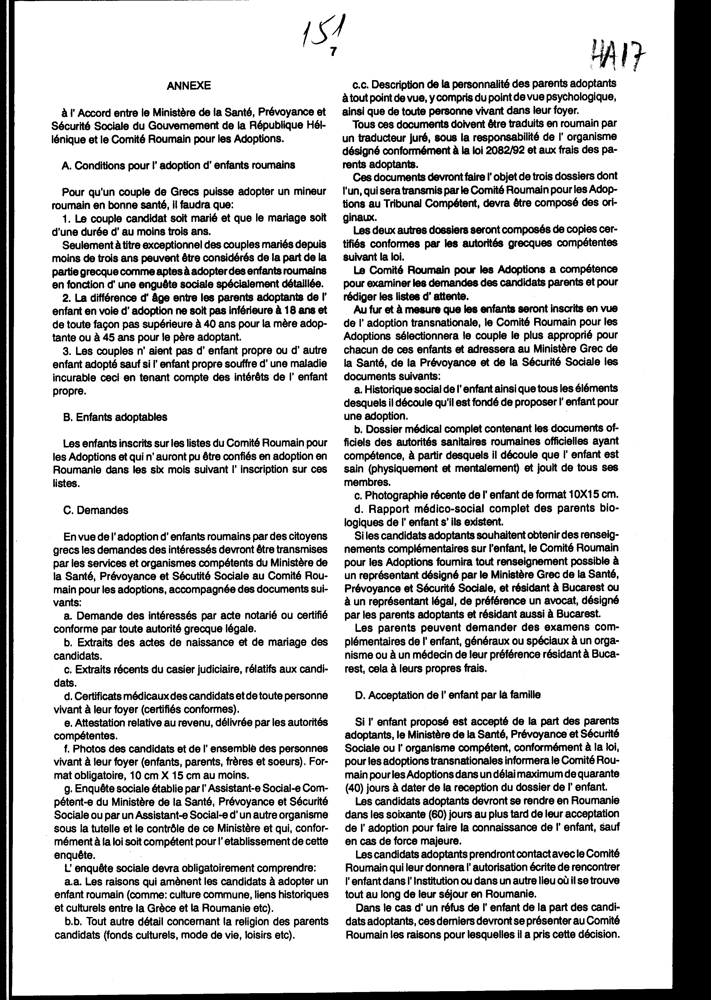 151
7
HA17
ANNEXE
à l' Accord entre le Ministère de la Santé, Prévoyance et
Sécurité Sociale du Gouvernement de la République Hél-
lénique et le Comité Roumain pour les Adoptions.
A. Conditions pour l' adoption d' enfants roumains
Pour qu'un couple de Grecs puisse adopter un mineur
roumain en bonne santé, il faudra que:
1. Le couple candidat soit marié et que le mariage soit
d'une durée d' au moins trois ans.
Seulement à titre exceptionnel des couples mariés depuis
moins de trois ans peuvent être considérés de la part de la
partie grecque comme aptes à adopter des enfants roumains
en fonction d' une enguête sociale spécialement détaillée.
2. La différence d' âge entre les parents adoptants de l'
enfant en voie d' adoption ne soit pas inférieure à 18 ans et
de toute façon pas supérieure à 40 ans pour la mère adop-
tante ou à 45 ans pour le père adoptant.
3. Les couples n' aient pas d' enfant propre ou d' autre
enfant adopté sauf si l' enfant propre souffre d' une maladie
incurable ceci en tenant compte des intérêts de l' enfant
propre.
B. Enfants adoptables
Les enfants inscrits sur les listes du Comité Roumain pour
les Adoptions et qui n' auront pu être confiés en adoption en
Roumanie dans les six mois suivant l' inscription sur ces
listes.
C. Demandes
En vue de l' adoption d' enfants roumains par des citoyens
grecs les demandes des intéressés devront être transmises
par les services et organismes compétents du Ministère de
la Santé, Prévoyance et Sécutité Sociale au Comité Rou-
main pour les adoptions, accompagnée des documents sui-
vants:
a. Demande des intéressés par acte notarié ou certifié
conforme par toute autorité grecque légale.
b. Extraits des actes de naissance et de mariage des
candidats.
c. Extraits récents du casier judiciaire, rélatifs aux candi-
dats.
d. Certificats médicaux des candidats et de toute personne
vivant à leur foyer (certifiés conformes).
e. Attestation relative au revenu, délivrée par les autorités
compétentes.
f. Photos des candidats et de l' ensemble des personnes
vivant à leur foyer (enfants, parents, frères et soeurs). For-
mat obligatoire, 10 cm X 15 cm au moins.
g. Enquête sociale établie par l' Assistant-e Social-e Com-
pétent-e du Ministère de la Santé, Prévoyance et Sécurité
Sociale ou par un Assistant-e Social-e d' un autre organisme
sous la tutelle et le contrôle de ce Ministère et qui, confor-
mément à la loi soit compétent pour l' etablissement de cette
enquête.
L' enquête sociale devra obligatoirement comprendre:
a.a. Les raisons qui amènent les candidats à adopter un
enfant roumain (comme: culture commune, liens historiques
et culturels entre la Grèce et la Roumanie etc).
b.b. Tout autre détail concernant la religion des parents
candidats (fonds culturels, mode de vie, loisirs etc).
c.c. Description de la personnalité des parents adoptants
à tout point de vue, y compris du point de vue psychologique,
ainsi que de toute personne vivant dans leur foyer.
Tous ces documents doivent être traduits en roumain par
un traducteur juré, sous la responsabilité de l' organisme
désigné conformément à la loi 2082/92 et aux frais des pa-
rents adoptants.
Ces documents devront faire l' objet de trois dossiers dont
l'un, qui sera transmis par le Comité Roumain pour les Adop-
tions au Tribunal Compétent, devra être composé des ori-
ginaux.
Les deux autres dossiers seront composés de copies cer-
tifiés conformes par les autorités grecques compétentes
suivant la loi.
Le Comité Roumain pour les Adoptions a compétence
pour examiner les demandes des candidats parents et pour
rédiger les listes d' attente.
Au fur et à mesure que les enfants seront inscrits en vue
de l' adoption transnationale, le Comité Roumain pour les
Adoptions sélectionnera le couple le plus approprié pour
chacun de ces enfants et adressera au Ministère Grec de
la Santé, de la Prévoyance et de la Sécurité Sociale les
documents suivants:
a. Historique social de l' enfant ainsi que tous les éléments
desquels il découle qu'il est fondé de proposer l' enfant pour
une adoption.
b. Dossier médical complet contenant les documents of-
ficiels des autorités sanitaires roumaines officielles ayant
compétence, à partir desquels il découle que l' enfant est
sain (physiquement et mentalement) et jouit de tous ses
membres.
c. Photographie récente de l' enfant de format 10X15 cm.
d. Rapport médico-social complet des parents bio-
logiques de l' enfant s' ils existent.
Si les candidats adoptants souhaitent obtenir des renseig-
nements complémentaires sur l'enfant, le Comité Roumain
pour les Adoptions fournira tout renseignement possible à
un représentant désigné par le Ministère Grec de la Santé,
Prévoyance et Sécurité Sociale, et résidant à Bucarest ou
à un représentant légal, de préférence un avocat, désigné
par les parents adoptants et résidant aussi à Bucarest.
Les parents peuvent demander des examens com-
plémentaires de l' enfant, généraux ou spéciaux à un orga-
nisme ou à un médecin de leur préférence résidant à Buca-
rest, cela à leurs propres frais.
D. Acceptation de l' enfant par la famille
Si l' enfant proposé est accepté de la part des parents
adoptants, le Ministère de la Santé, Prévoyance et Sécurité
Sociale ou l' organisme compétent, conformément à la loi,
pour les adoptions transnationales informera le Comité Rou-
main pour les Adoptions dans un délai maximum de quarante
(40) jours à dater de la reception du dossier de l' enfant.
Les candidats adoptants devront se rendre en Roumanie
dans les soixante (60) jours au plus tard de leur acceptation
de l' adoption pour faire la connaissance de l' enfant, sauf
en cas de force majeure.
Les candidats adoptants prendront contact avec le Comité
Roumain qui leur donnera l' autorisation écrite de rencontrer
l' enfant dans l' Institution ou dans un autre lieu où il se trouve
tout au long de leur séjour en Roumanie.
Dans le cas d' un réfus de l' enfant de la part des candi-
dats adoptants, ces derniers devront se présenter au Comité
Roumain les raisons pour lesquelles il a pris cette décision.